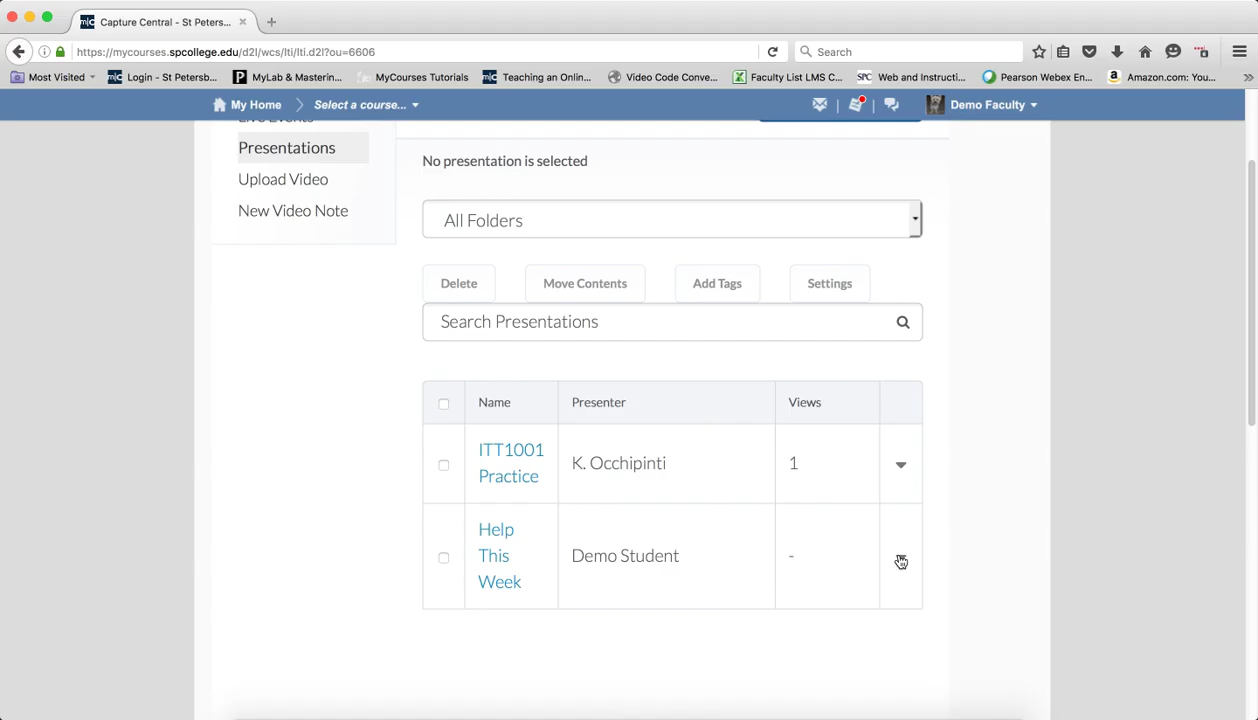 m|c Capture Central - St Peters...
https://mycourses.spcollege.edu/d2l/wcs/lti/lti.d2l?ou=6606
Search
Most Visited
m|c Login - St Petersb...
P MyLab & Masterin...
MyCourses Tutorials
m|c Teaching an Onlin...
Video Code Conve...
Faculty List LMS C...
SPC Web and Instructi...
Pearson Webex En...
a Amazon.com: You...
My Home
Select a course...
Demo Faculty
Live Events
Presentations
Upload Video
New Video Note
No presentation is selected
All Folders
Delete Move Contents Add Tags Settings
Search Presentations
Name Presenter Views
ITT1001
Practice
K. Occhipinti
1
Help
This
Week
Demo Student
-